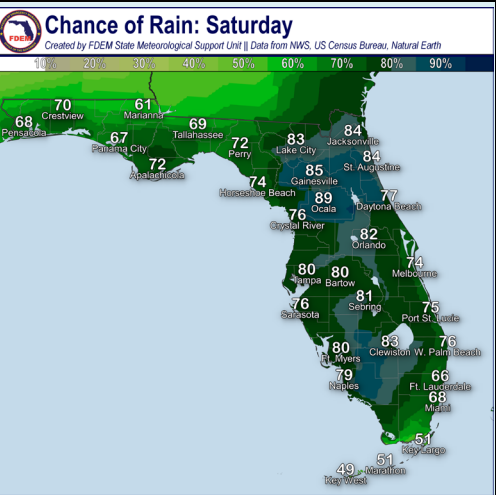 FDEM
Chance of Rain: Saturday
Created by FDEM State Meteorological Support Unit || Data from NWS, US Census Bureau, Natural Earth
10% 20% 30% 40% 50% 60% 70% 80% 90%
70
Crestview
61
Marianna
68
Pensacola
67
Panama City
69
Tallahassee
72
Apalachicola
72
Perry
83
Lake City
84
Jacksonville
84
St. Augustine
85
Gainesville
74
Horseshoe Beach
89
Ocala
77
Daytona Beach
76
Crystal River
82
Orlando
74
Melbourne
80
Tampa
80
Bartow
81
Sebring
76
Sarasota
75
Port St. Lucie
80
Ft. Myers
83
Clewiston
76
W. Palm Beach
79
Naples
66
Ft. Lauderdale
68
Miami
51
Key Largo
51
Marathon
49
Key West